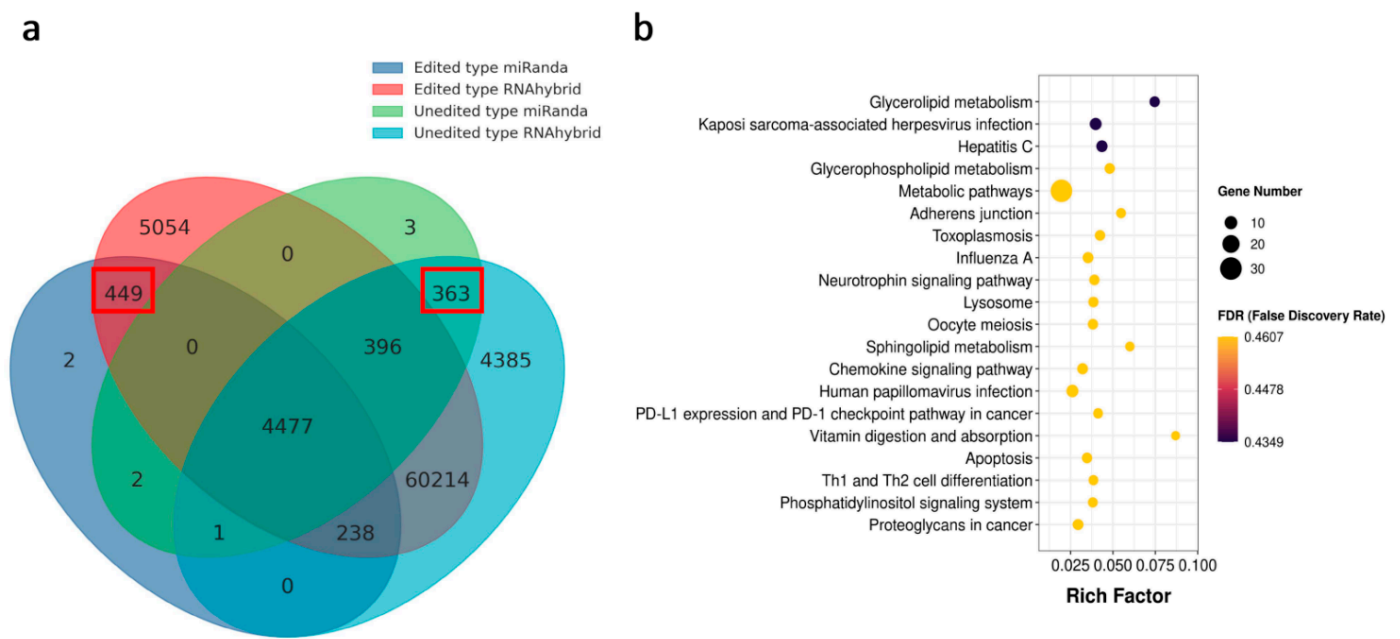 a
Edited type miRanda
Edited type RNAhybrid
Unedited type miRanda
Unedited type RNAhybrid
5054
3
0
449
363
2
0
396
4385
4477
2
60214
1
238
0
b
Glycerolipid metabolism
Kaposi sarcoma-associated herpesvirus infection
Hepatitis C
Glycerophospholipid metabolism
Metabolic pathways
Adherens junction
Toxoplasmosis
Influenza A
Neurotrophin signaling pathway
Lysosome
Oocyte meiosis
Sphingolipid metabolism
Chemokine signaling pathway
Human papillomavirus infection
PD-L1 expression and PD-1 checkpoint pathway in cancer
Vitamin digestion and absorption
Apoptosis
Th1 and Th2 cell differentiation
Phosphatidylinositol signaling system
Proteoglycans in cancer
0.025 0.050 0.075 0.100
Rich Factor
Gene Number
10
20
30
FDR (False Discovery Rate)
0.4607
0.4478
0.4349